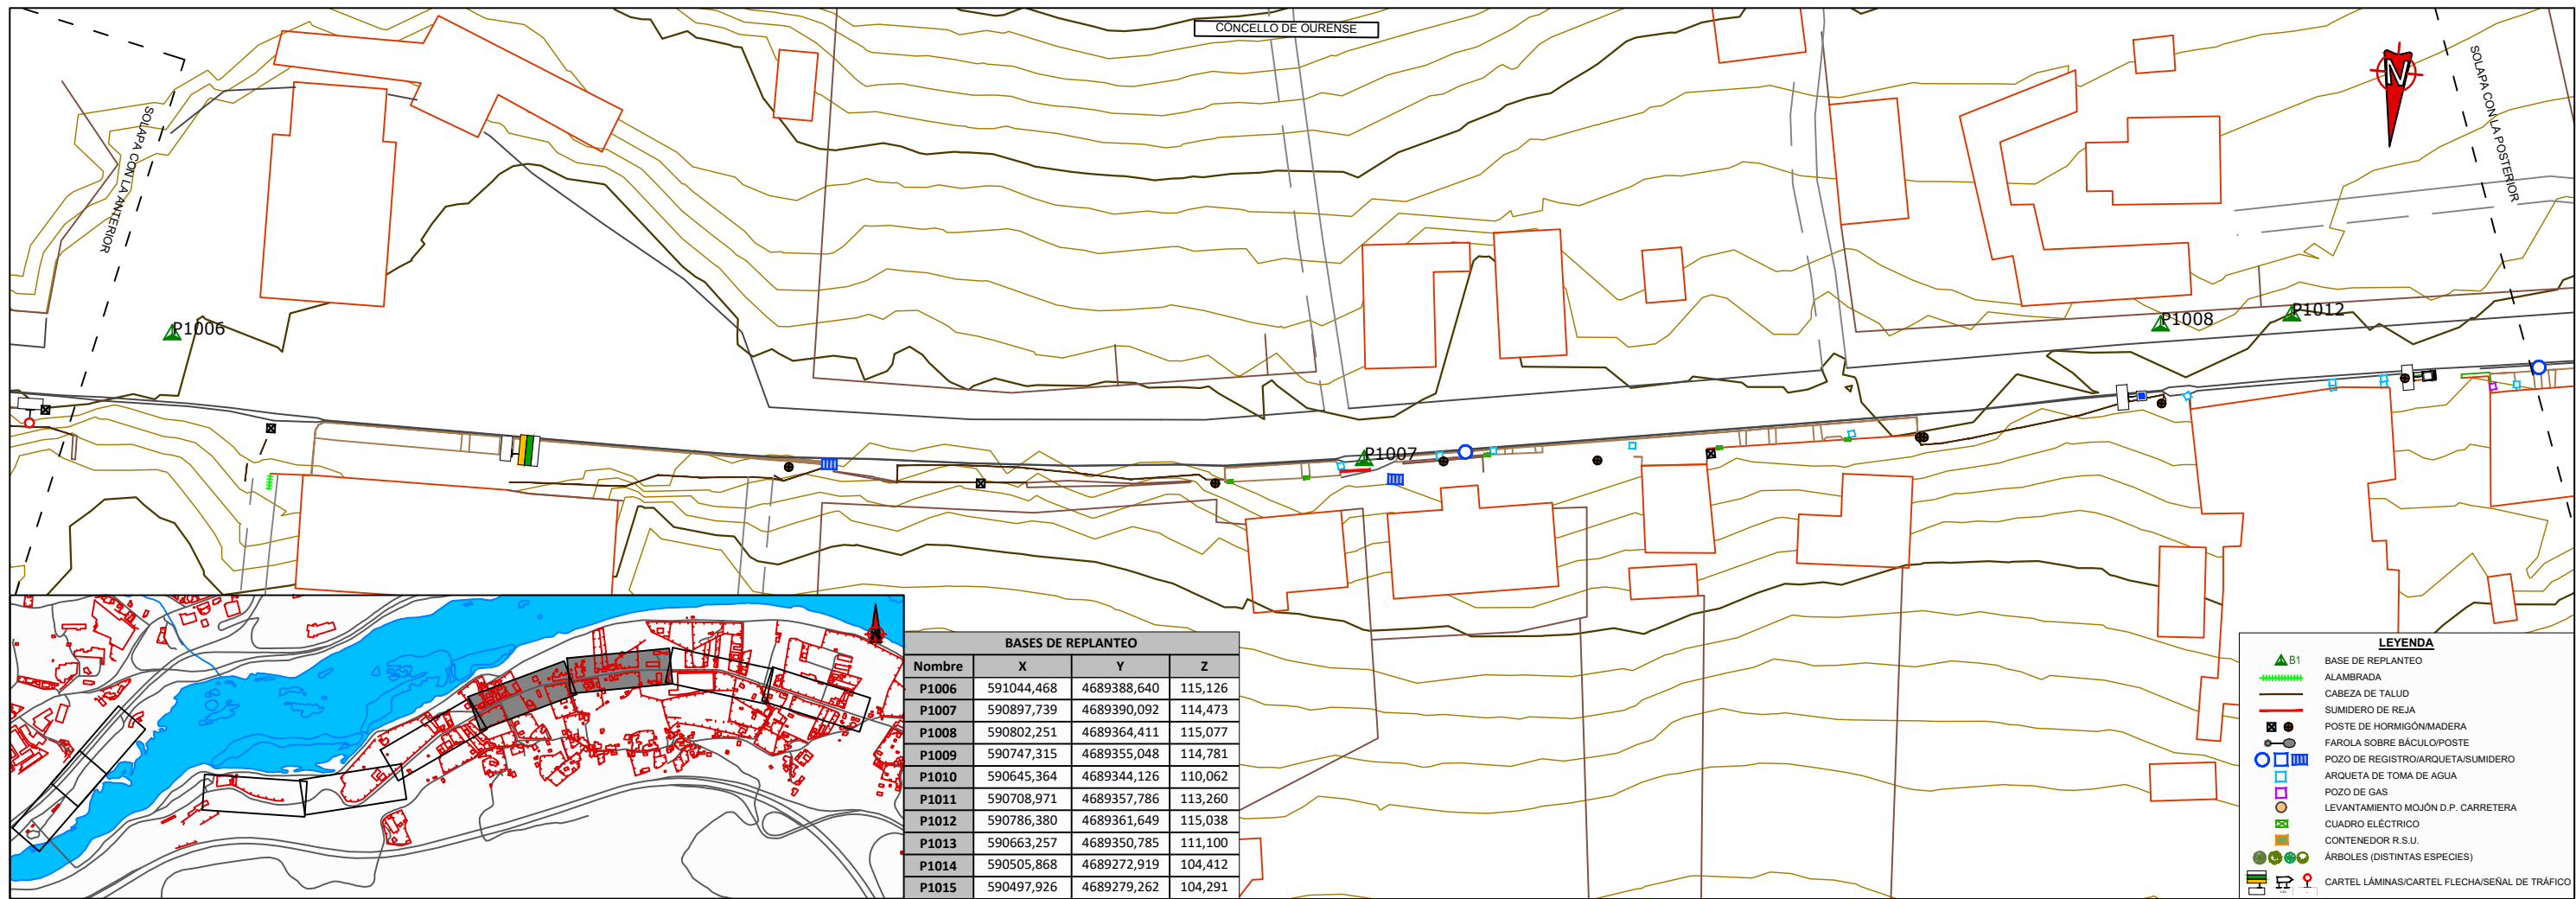 CONCELLO DE OURENSE
SOLAPA CON LA ANTERIOR
N
SOLAPA CON LA POSTERIOR
P1006
P1008
P1012
P1007
BASES DE REPLANTEO
Nombre X Y Z
P1006 591044,468 4689388,640 115,126
P1007 590897,739 4689390,092 114,473
P1008 590802,251 4689364,411 115,077
P1009 590747,315 4689355,048 114,781
P1010 590645,364 4689344,126 110,062
P1011 590708,971 4689357,786 113,260
P1012 590786,380 4689361,649 115,038
P1013 590663,257 4689350,785 111,100
P1014 590505,868 4689272,919 104,412
P1015 590497,926 4689279,262 104,291
LEYENDA
B1 BASE DE REPLANTEO
ALAMBRADA
CABEZA DE TALUD
SUMIDERO DE REJA
POSTE DE HORMIGÓN/MADERA
FAROLA SOBRE BÁCULO/POSTE
POZO DE REGISTRO/ARQUETA/SUMIDERO
ARQUETA DE TOMA DE AGUA
POZO DE GAS
LEVANTAMIENTO MOJÓN D.P. CARRETERA
CUADRO ELÉCTRICO
CONTENEDOR R.S.U.
ÁRBOLES (DISTINTAS ESPECIES)
CARTEL LÁMINAS/CARTEL FLECHA/SEÑAL DE TRÁFICO